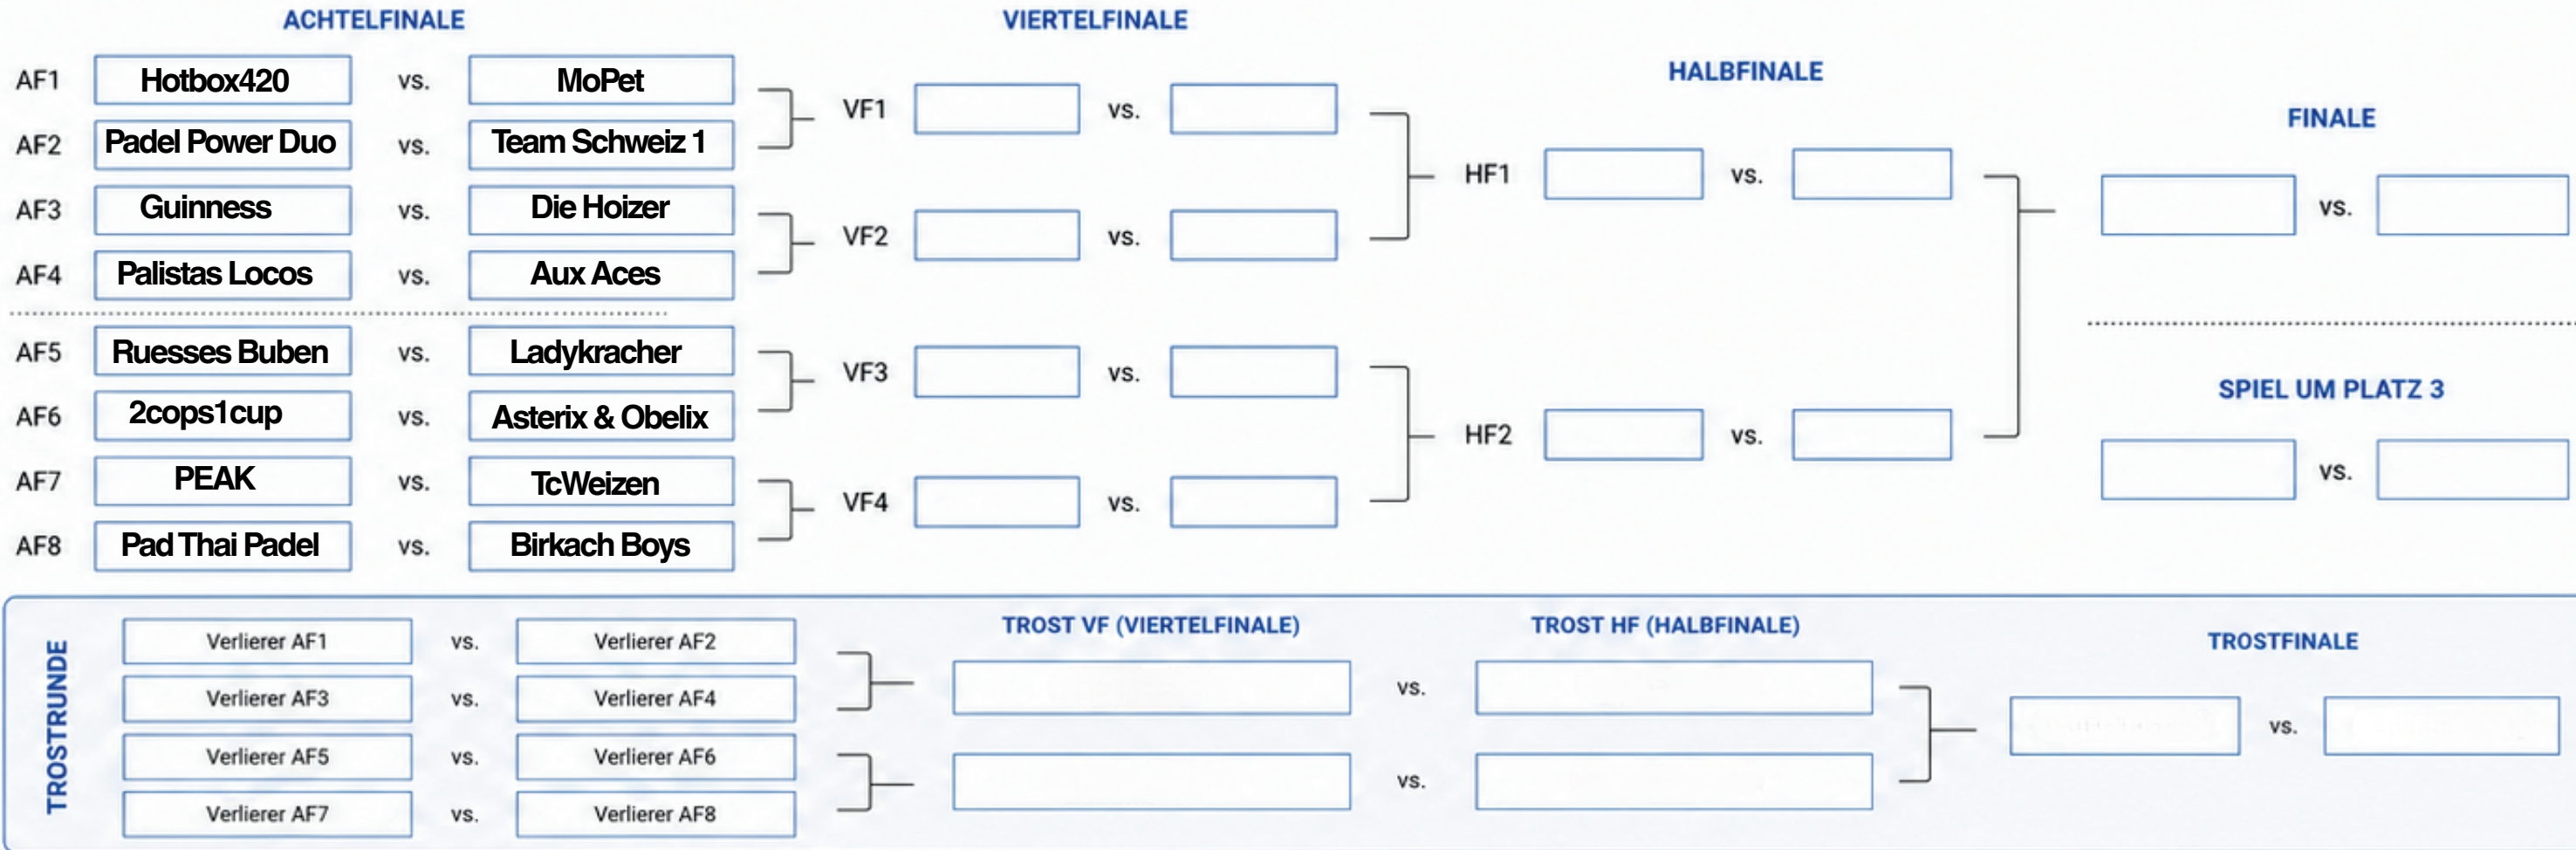 ACHTELFINALE
AF1 Hotbox420 vs. MoPet
AF2 Padel Power Duo vs. Team Schweiz 1
AF3 Guinness vs. Die Hoizer
AF4 Palistas Locos vs. Aux Aces
AF5 Ruesses Buben vs. Ladykracher
AF6 2cops1cup vs. Asterix & Obelix
AF7 PEAK vs. TcWeizen
AF8 Pad Thai Padel vs. Birkach Boys
VIERTELFINALE
VF1 vs.
VF2 vs.
VF3 vs.
VF4 vs.
HALBFINALE
HF1 vs.
HF2 vs.
FINALE
vs.
SPIEL UM PLATZ 3
vs.
TROSTRUNDE
Verlierer AF1 vs. Verlierer AF2
Verlierer AF3 vs. Verlierer AF4
Verlierer AF5 vs. Verlierer AF6
Verlierer AF7 vs. Verlierer AF8
TROST VF (VIERTELFINALE)
TROST HF (HALBFINALE)
vs.
vs.
TROSTFINALE
vs.